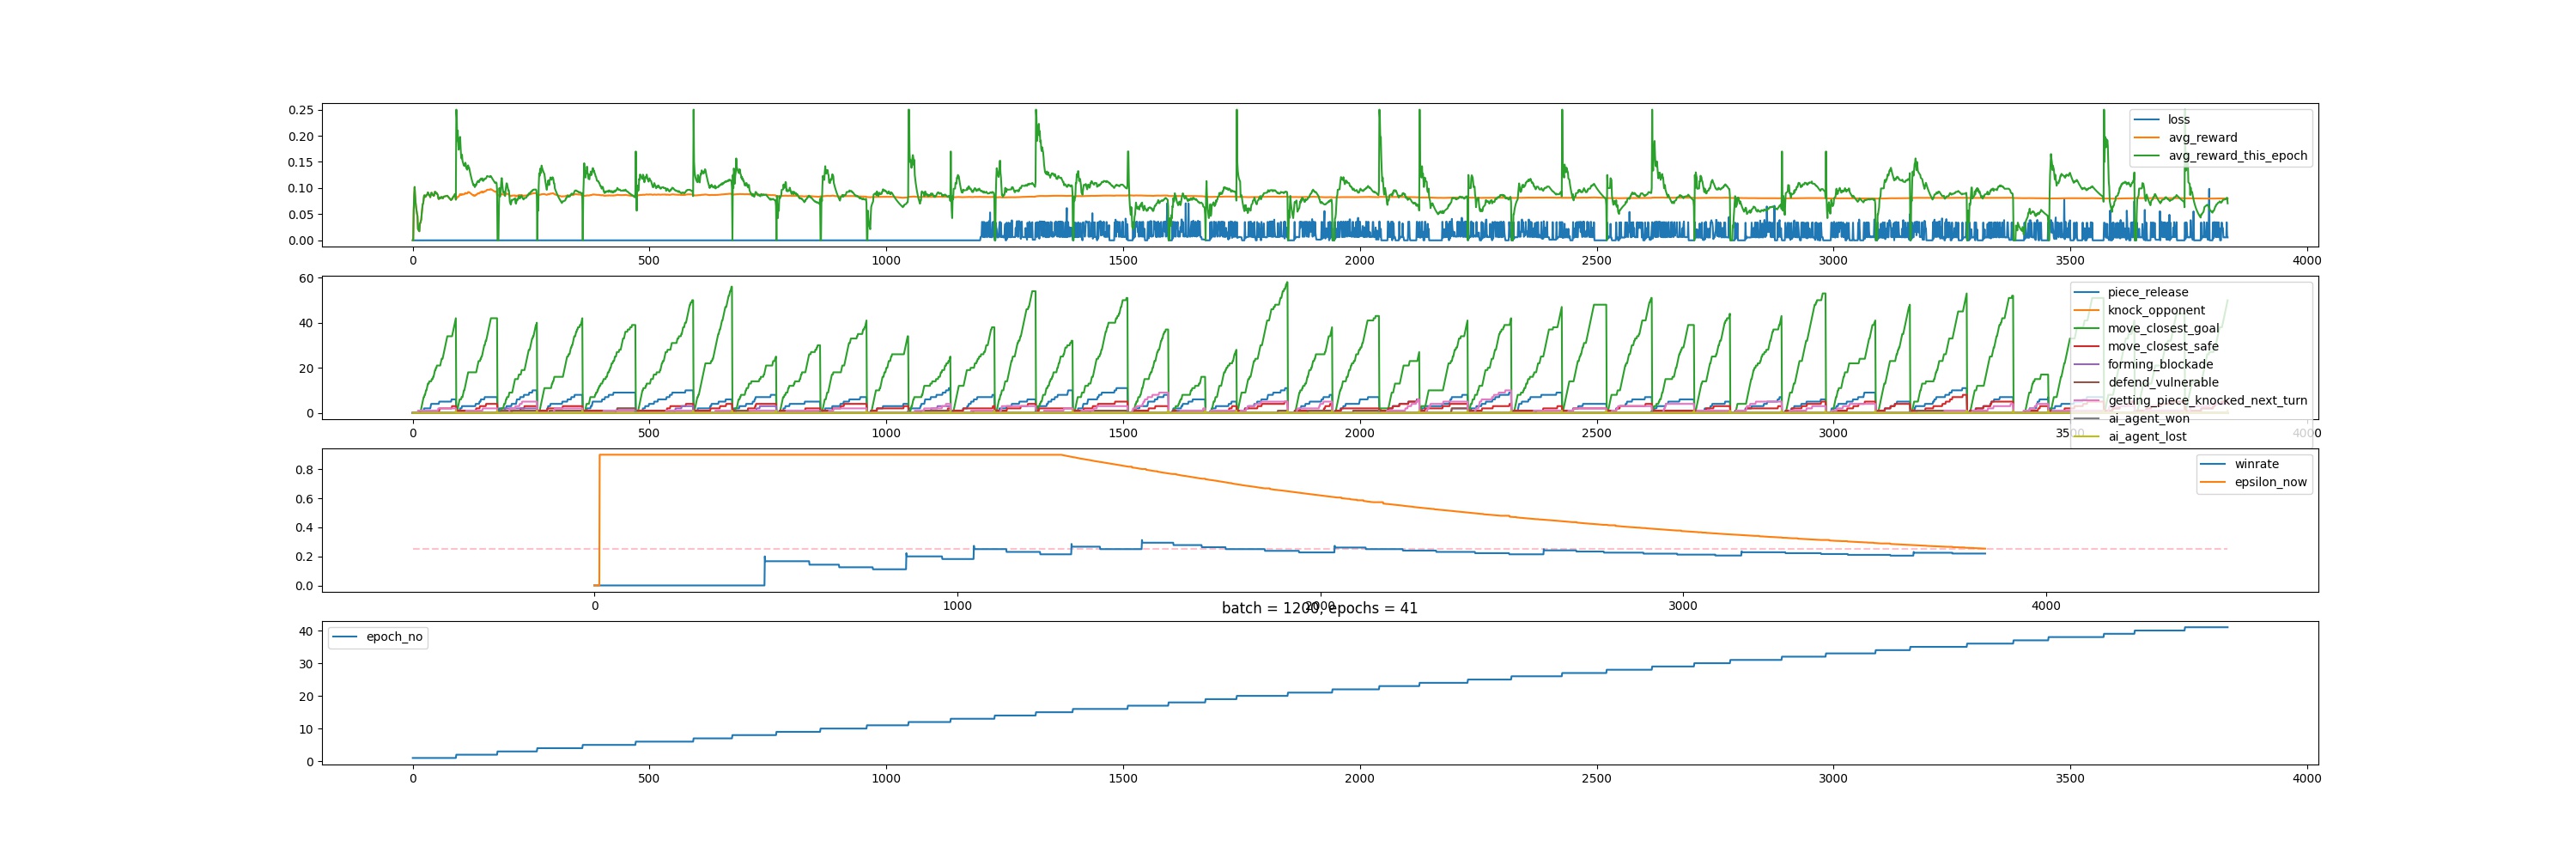 0.25
0.20
0.15
0.10
0.05
0.00
loss
avg_reward
avg_reward_this_epoch
0 500 1000 1500 2000 2500 3000 3500 4000
60
40
20
0
piece_release
knock_opponent
move_closest_goal
move_closest_safe
forming_blockade
defend_vulnerable
getting_piece_knocked_next_turn
ai_agent_won
ai_agent_lost
0 500 1000 1500 2000 2500 3000 3500 4000
0.8
0.6
0.4
0.2
0.0
winrate
epsilon_now
0 1000 2000 3000 4000
batch = 1200, epochs = 41
40
30
20
10
0
epoch_no
0 500 1000 1500 2000 2500 3000 3500 4000